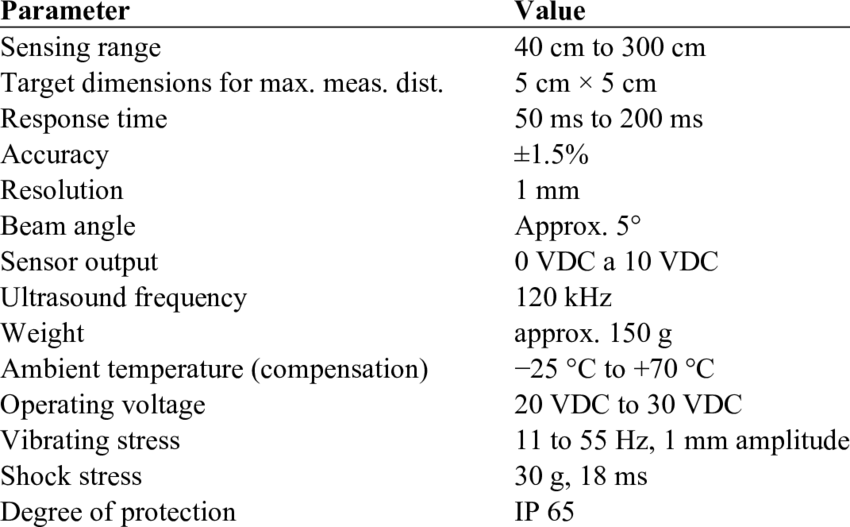 Parameter Value
Sensing range 40 cm to 300 cm
Target dimensions for max. meas. dist. 5 cm × 5 cm
Response time 50 ms to 200 ms
Accuracy ±1.5%
Resolution 1 mm
Beam angle Approx. 5°
Sensor output 0 VDC a 10 VDC
Ultrasound frequency 120 kHz
Weight approx. 150 g
Ambient temperature (compensation) −25 °C to +70 °C
Operating voltage 20 VDC to 30 VDC
Vibrating stress 11 to 55 Hz, 1 mm amplitude
Shock stress 30 g, 18 ms
Degree of protection IP 65